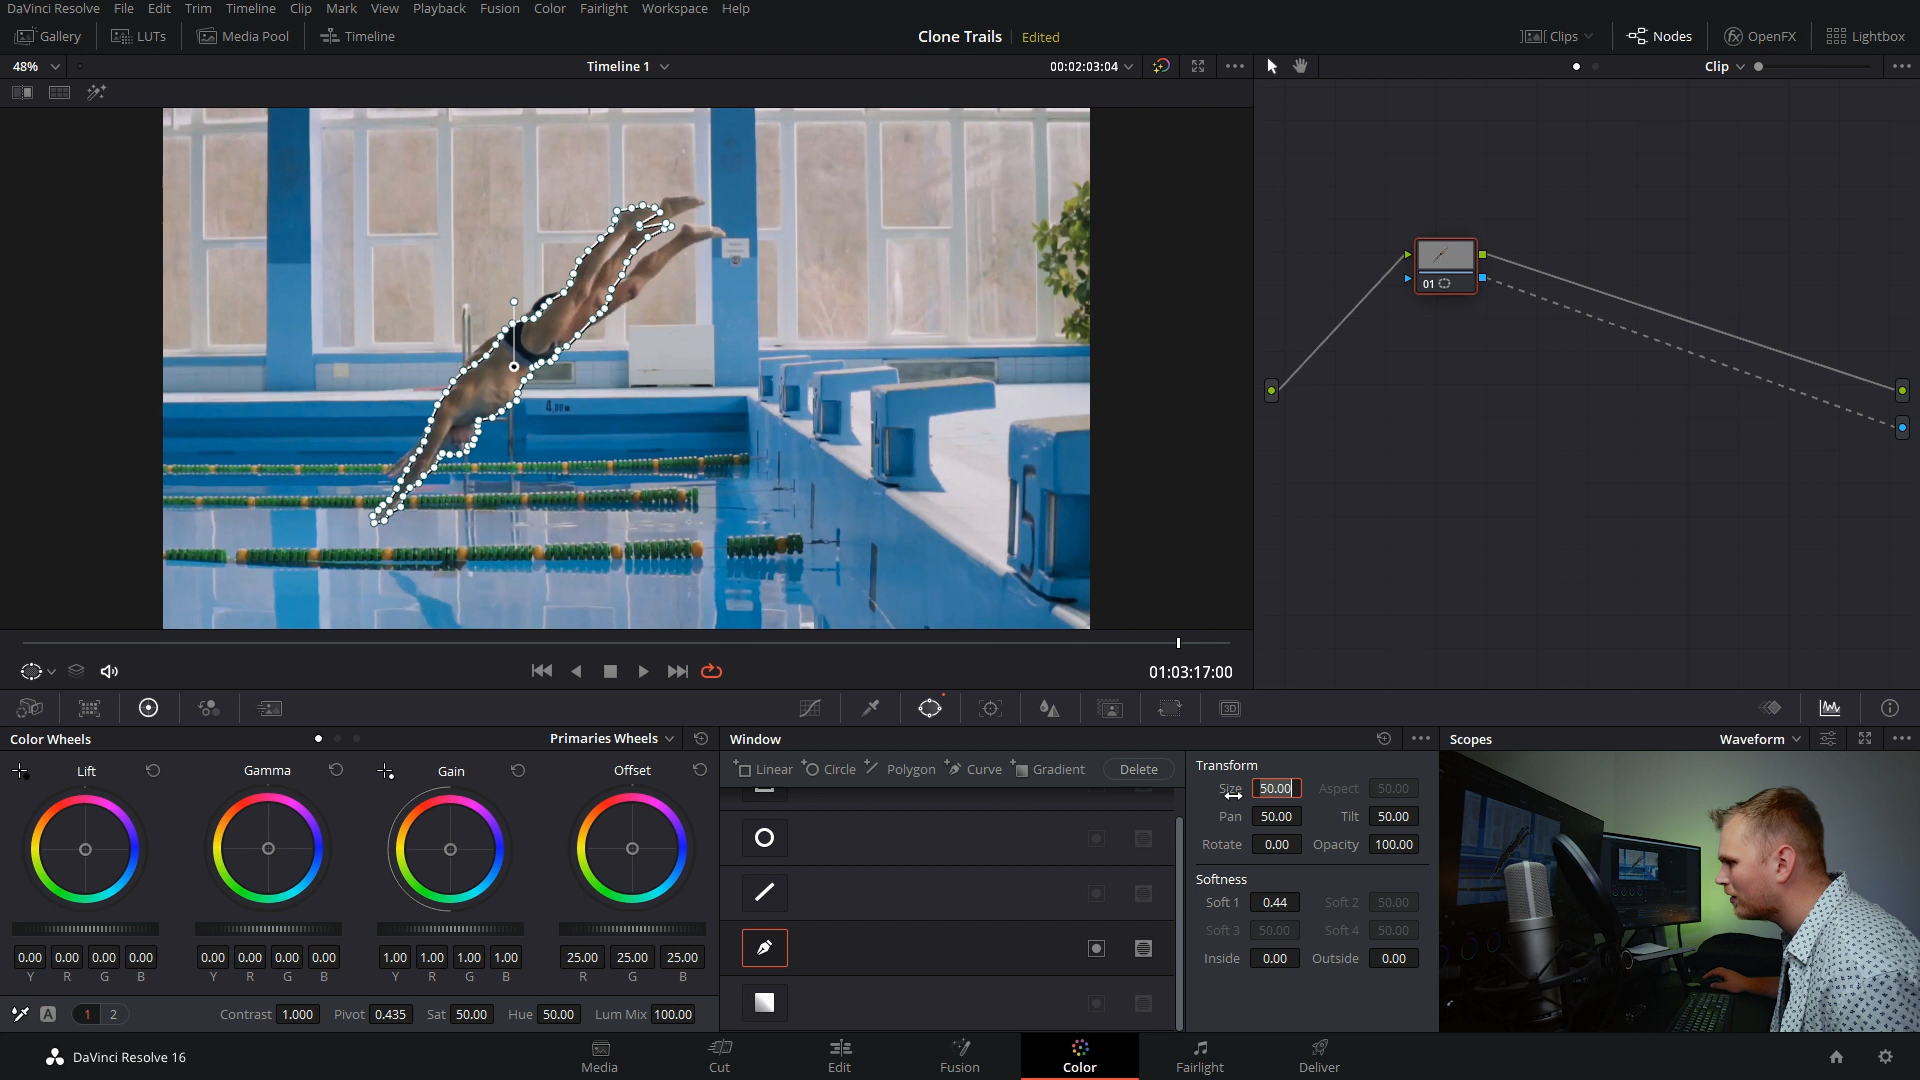 DaVinci Resolve File Edit Trim Timeline Clip Mark View Playback Fusion Color Fairlight Workspace Help
Gallery LUTs Media Pool Timeline Clone Trails Edited Clips Nodes OpenFX Lightbox
48% Timeline 1 00:02:03:04 Clip
01
01:03:17:00
Color Wheels Primaries Wheels Window Scopes Waveform
Lift Gamma Gain Offset
Linear Circle Polygon Curve Gradient Delete
Transform
Size 50.00 Aspect 50.00
Pan 50.00 Tilt 50.00
Rotate 0.00 Opacity 100.00
Softness
Soft 1 0.44 Soft 2 50.00
Soft 3 50.00 Soft 4 50.00
Inside 0.00 Outside 0.00
0.00 0.00 0.00 0.00 0.00 0.00 0.00 0.00 1.00 1.00 1.00 1.00 25.00 25.00 25.00
Y R G B Y R G B Y R G B R G B
A 1 2 Contrast 1.000 Pivot 0.435 Sat 50.00 Hue 50.00 Lum Mix 100.00
3D
DaVinci Resolve 16 Media Cut Edit Fusion Color Fairlight Deliver